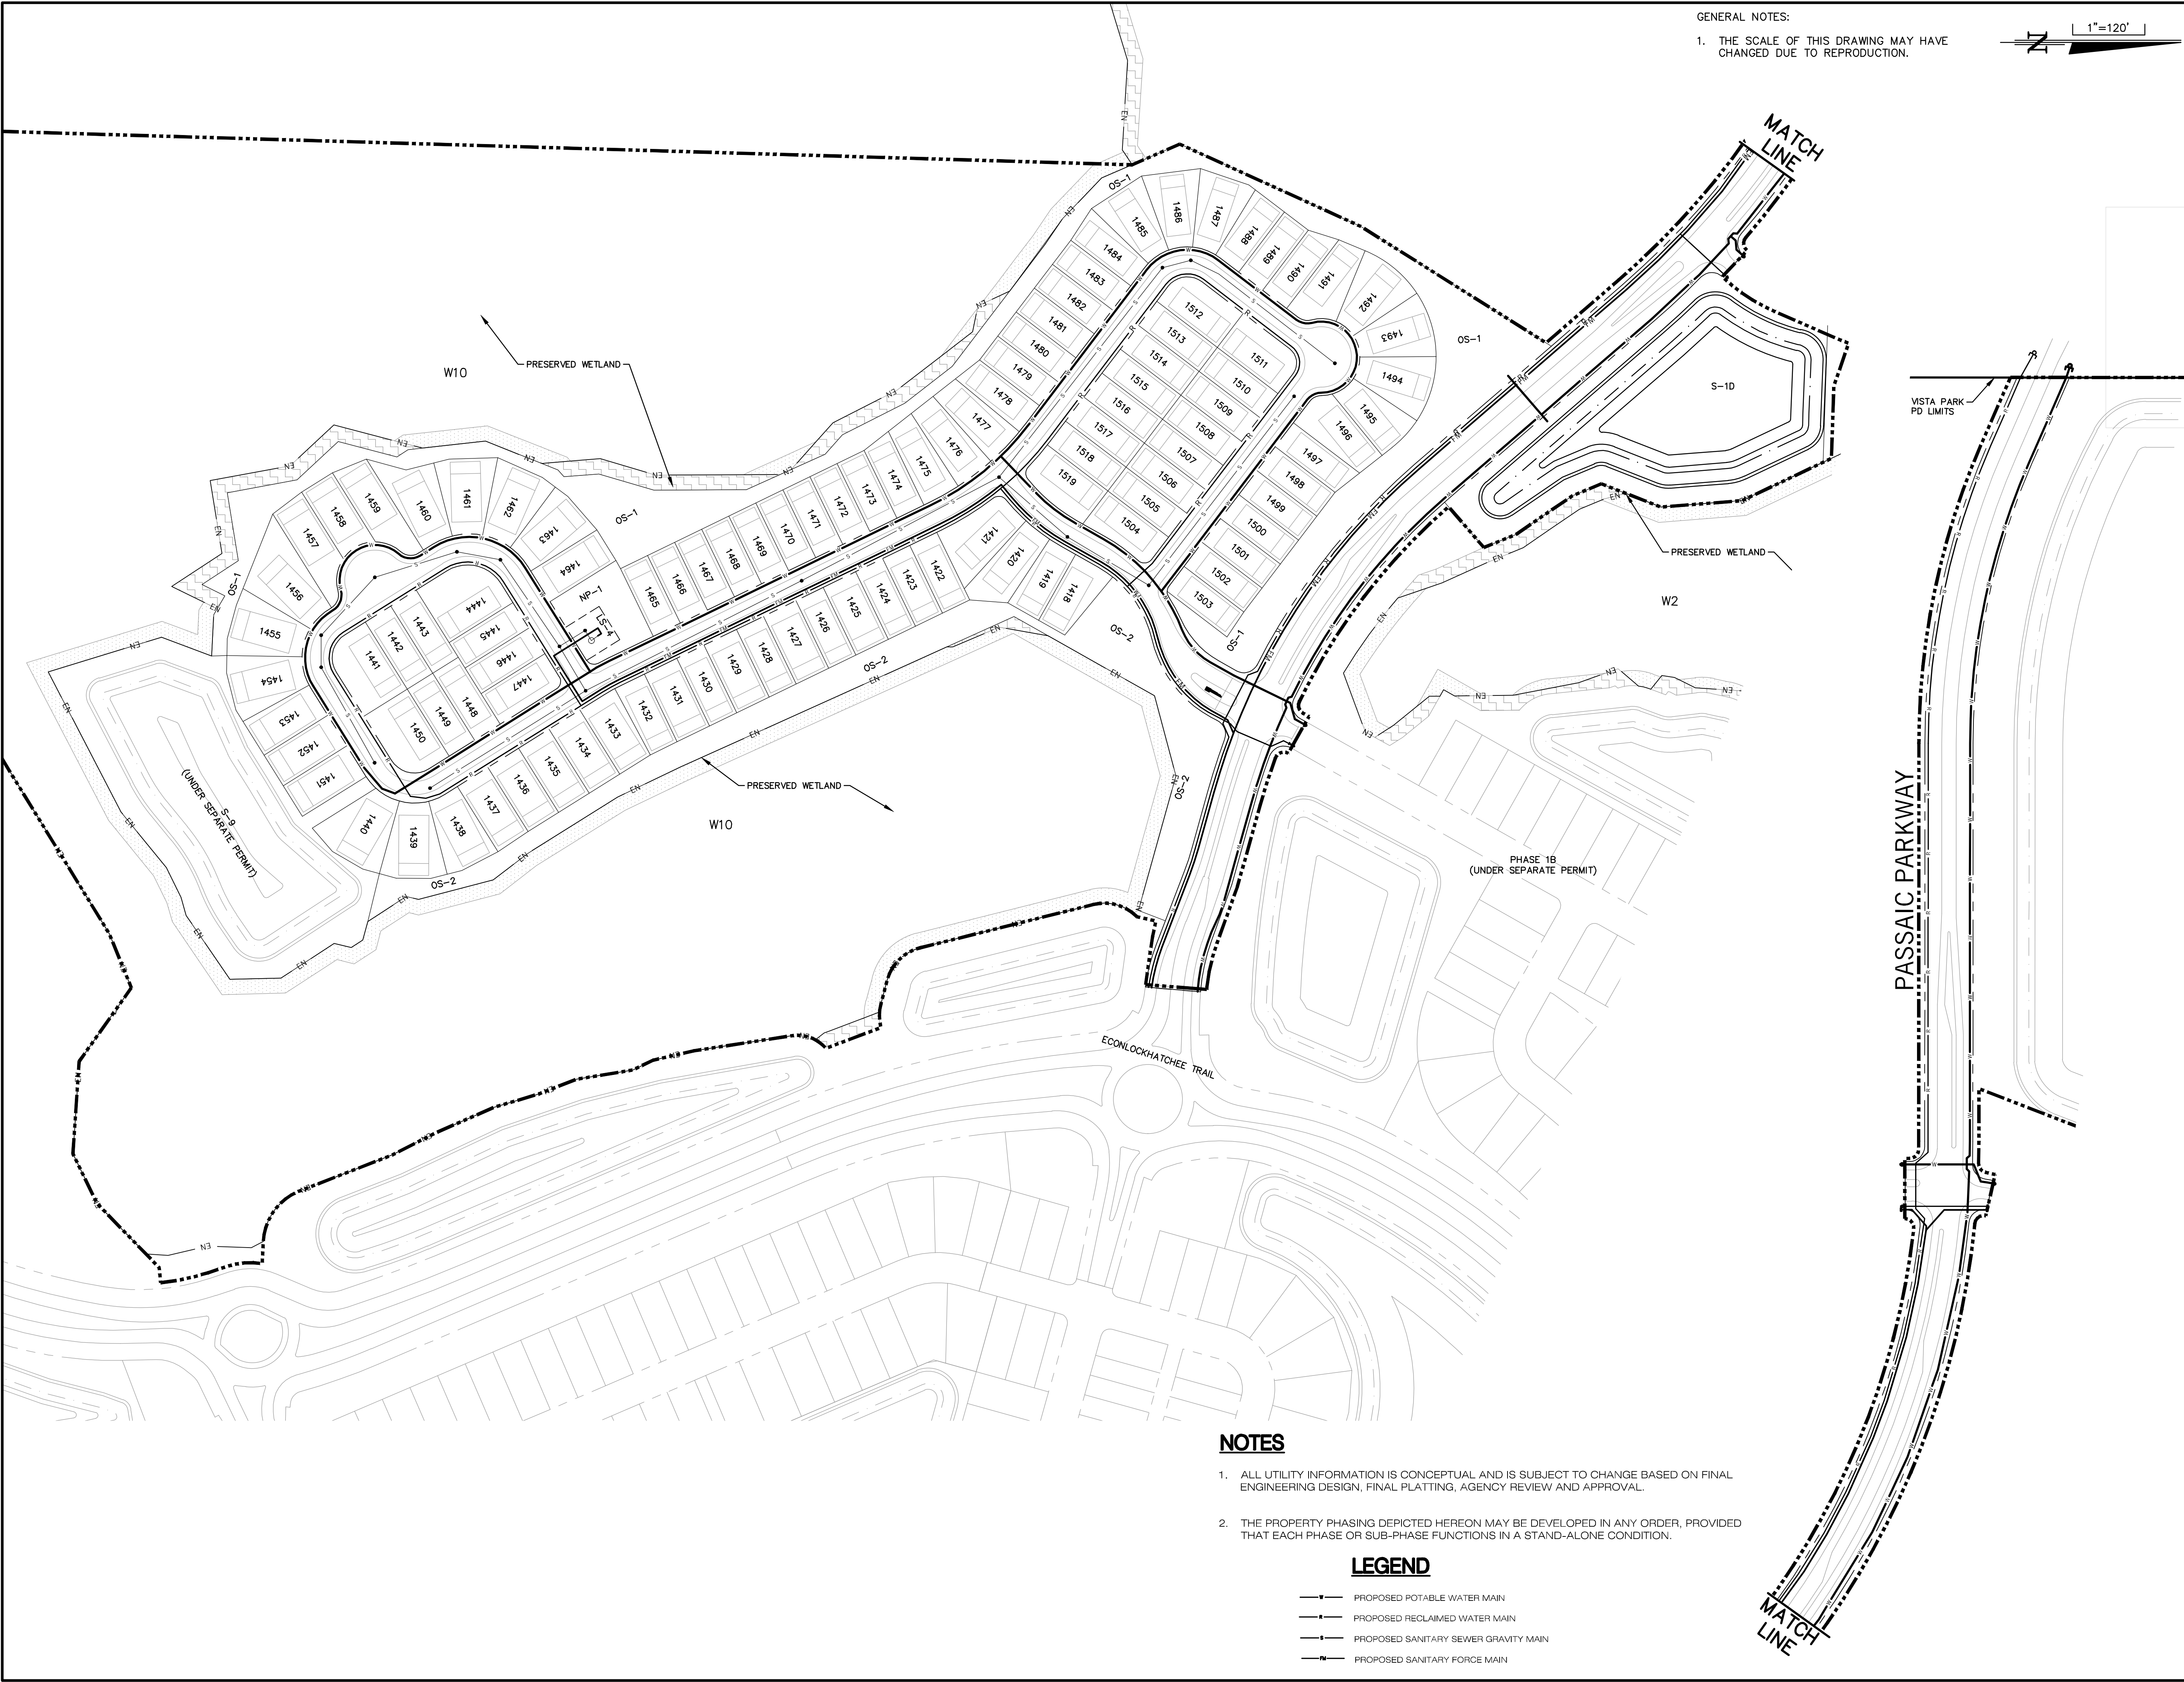 GENERAL NOTES:
1. THE SCALE OF THIS DRAWING MAY HAVE
CHANGED DUE TO REPRODUCTION.
N
1"=120'
MATCH
LINE
OS-1
1484
1485
1486
1487
1488
1489
1490
1491
1492
1493
1494
1495
1496
1497
1498
1499
1500
1501
1502
1503
OS-1
1483
1482
1481
1480
1479
1478
1477
1476
1475
1474
1473
1472
1471
1470
1469
1468
1467
1466
1465
1512
1513
1514
1515
1516
1517
1518
1519
1511
1510
1509
1508
1507
1506
1505
1504
OS-1
S-1D
VISTA PARK
PD LIMITS
W10
PRESERVED WETLAND
PRESERVED WETLAND
W2
OS-1
OS-1
1455
1456
1457
1458
1459
1460
1461
1462
1463
1464
NP-1
LS-4
1441
1442
1443
1444
1445
1446
1447
1448
1449
1450
1454
1453
1452
1451
1440
1439
1438
1437
1436
1435
1434
1433
1432
1431
1430
1429
1428
1427
1426
1425
1424
1423
1422
1421
1420
1419
1418
OS-2
OS-2
OS-2
OS-2
S-9
(UNDER SEPARATE PERMIT)
PRESERVED WETLAND
W10
PHASE 1B
(UNDER SEPARATE PERMIT)
PASSAIC PARKWAY
ECONLOCKHATCHEE TRAIL
NOTES
1. ALL UTILITY INFORMATION IS CONCEPTUAL AND IS SUBJECT TO CHANGE BASED ON FINAL
ENGINEERING DESIGN, FINAL PLATTING, AGENCY REVIEW AND APPROVAL.
2. THE PROPERTY PHASING DEPICTED HEREON MAY BE DEVELOPED IN ANY ORDER, PROVIDED
THAT EACH PHASE OR SUB-PHASE FUNCTIONS IN A STAND-ALONE CONDITION.
LEGEND
W PROPOSED POTABLE WATER MAIN
R PROPOSED RECLAIMED WATER MAIN
S PROPOSED SANITARY SEWER GRAVITY MAIN
FM PROPOSED SANITARY FORCE MAIN
MATCH
LINE